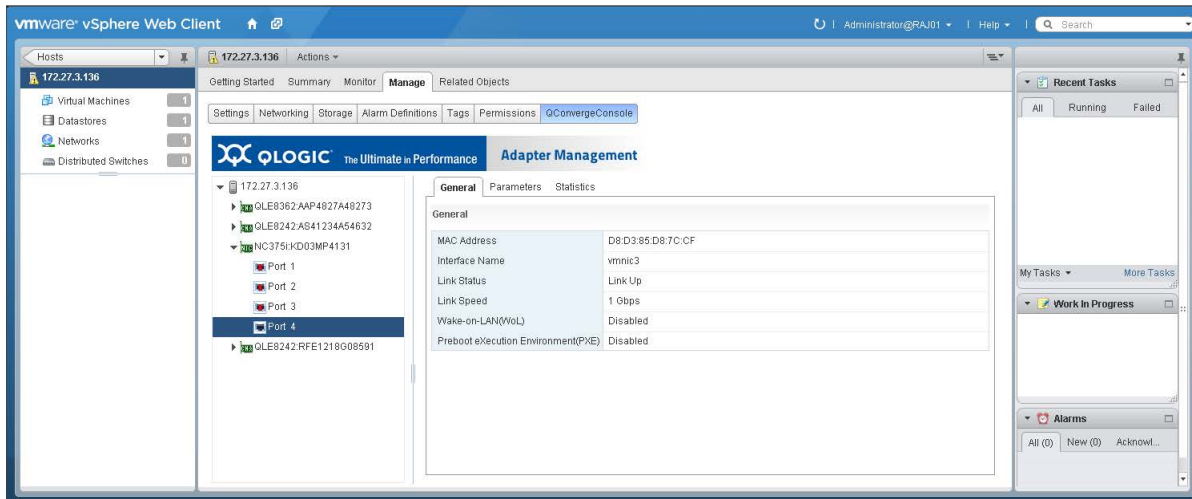 vmware® vSphere Web Client
Administrator@RAJ01
Help
Search
Hosts
172.27.3.136
Virtual Machines 1
Datastores 1
Networks 1
Distributed Switches 0
172.27.3.136 Actions
Getting Started Summary Monitor Manage Related Objects
Settings Networking Storage Alarm Definitions Tags Permissions QConvergeConsole
QLOGIC The Ultimate in Performance Adapter Management
172.27.3.136
QLE8362:AAP4827A48273
QLE8242:AS41234A54632
NC375i:KD03MP4131
Port 1
Port 2
Port 3
Port 4
QLE8242:RFE1218G08591
General Parameters Statistics
General
MAC Address D8:D3:85:D8:7C:CF
Interface Name vmnic3
Link Status Link Up
Link Speed 1 Gbps
Wake-on-LAN(WoL) Disabled
Preboot eXecution Environment(PXE) Disabled
Recent Tasks
All Running Failed
My Tasks More Tasks
Work In Progress
Alarms
All (0) New (0) Acknowl...